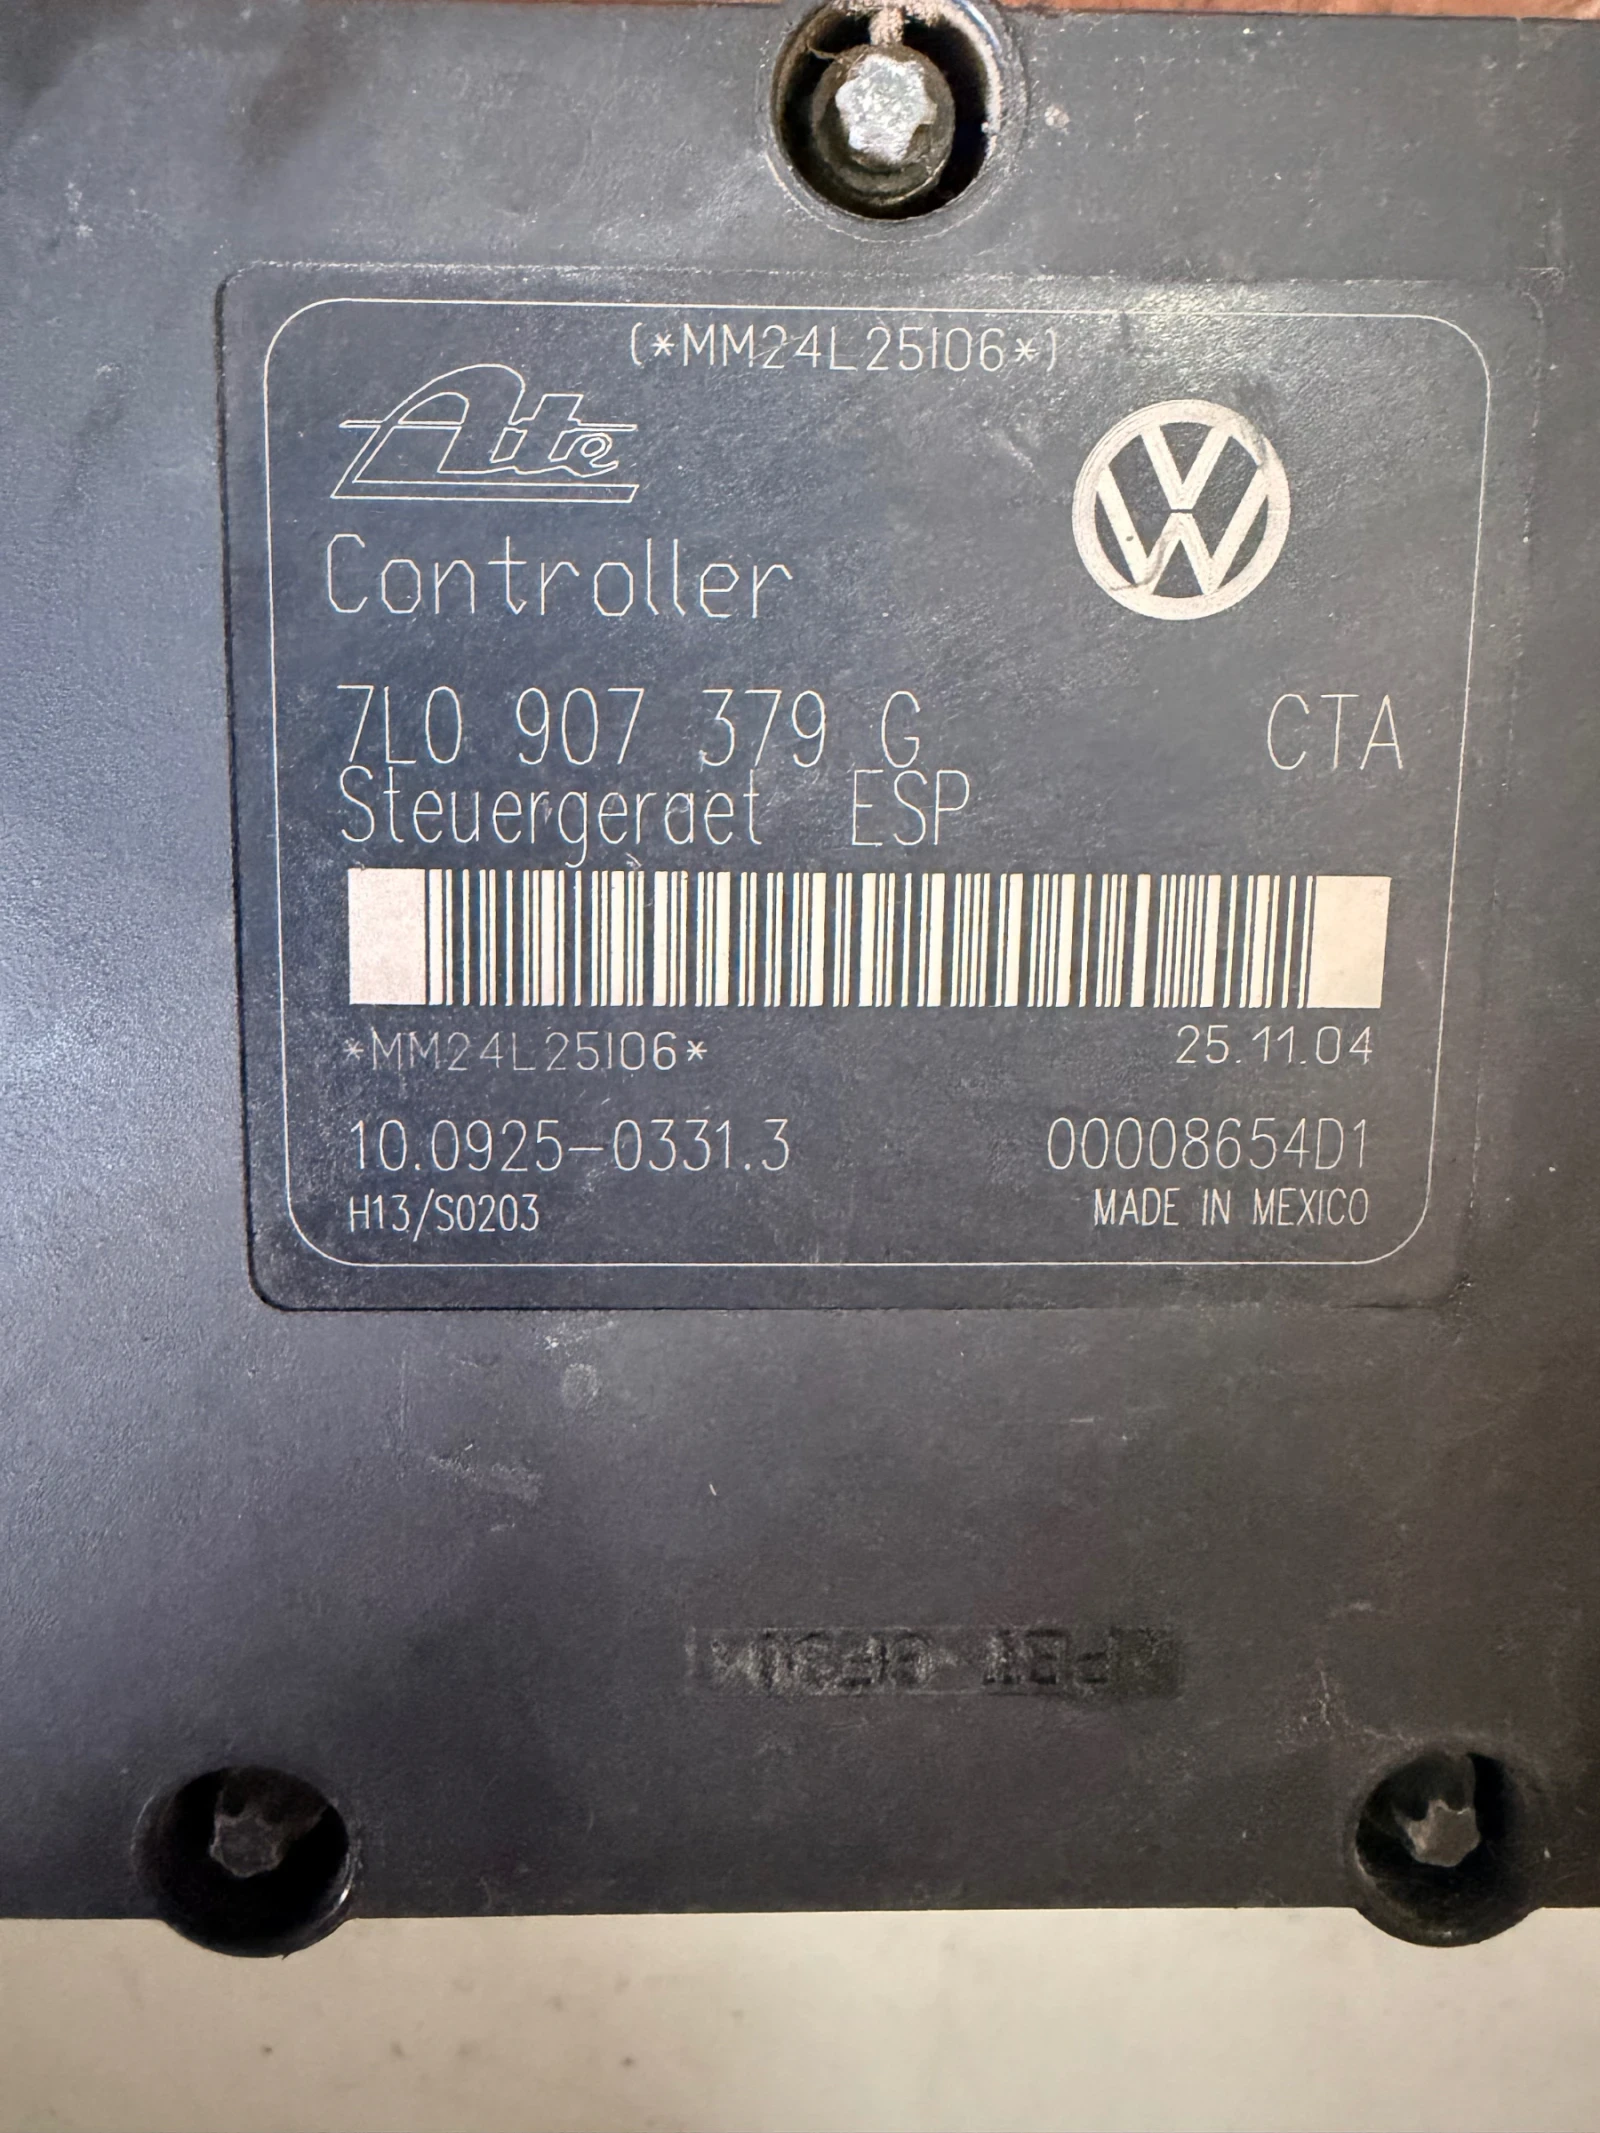 (*MM24L25I06*)
Ate
Controller
7L0 907 379 G CTA
Steuergeraet ESP
*MM24L25I06* 25.11.04
10.0925-0331.3 00008654D1
H13/S0203 MADE IN MEXICO